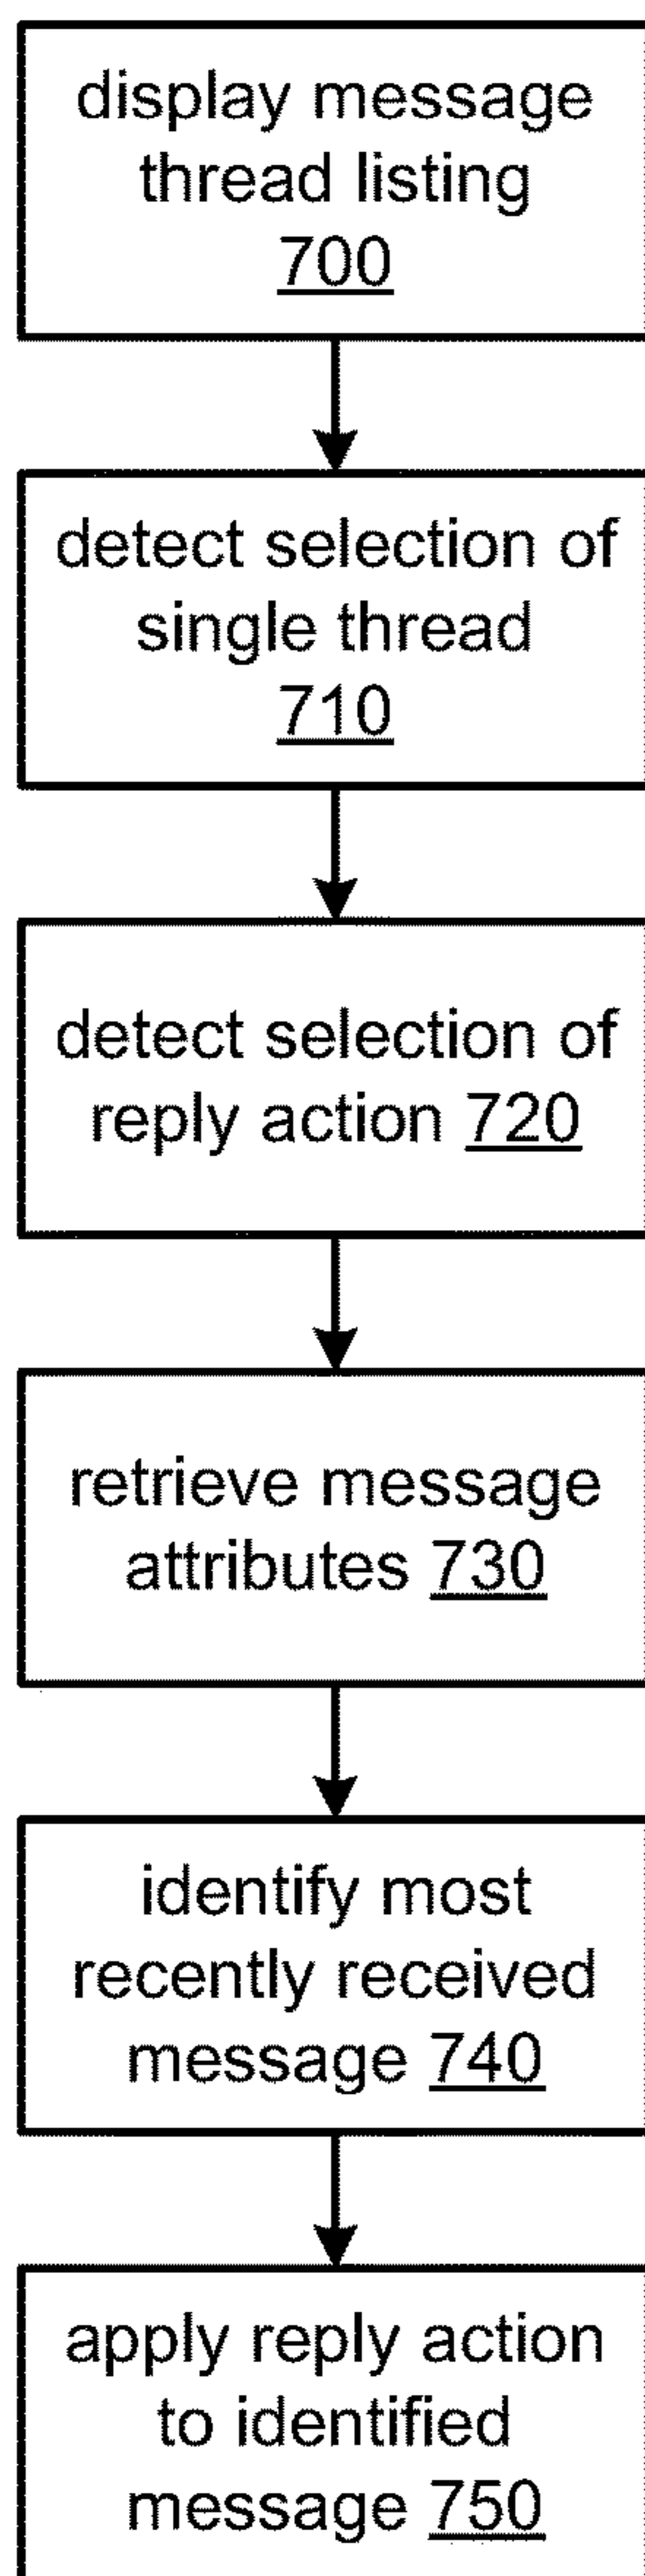 display message
thread listing
700
detect selection of
single thread
710
detect selection of
reply action 720
retrieve message
attributes 730
identify most
recently received
message 740
apply reply action
to identified
message 750